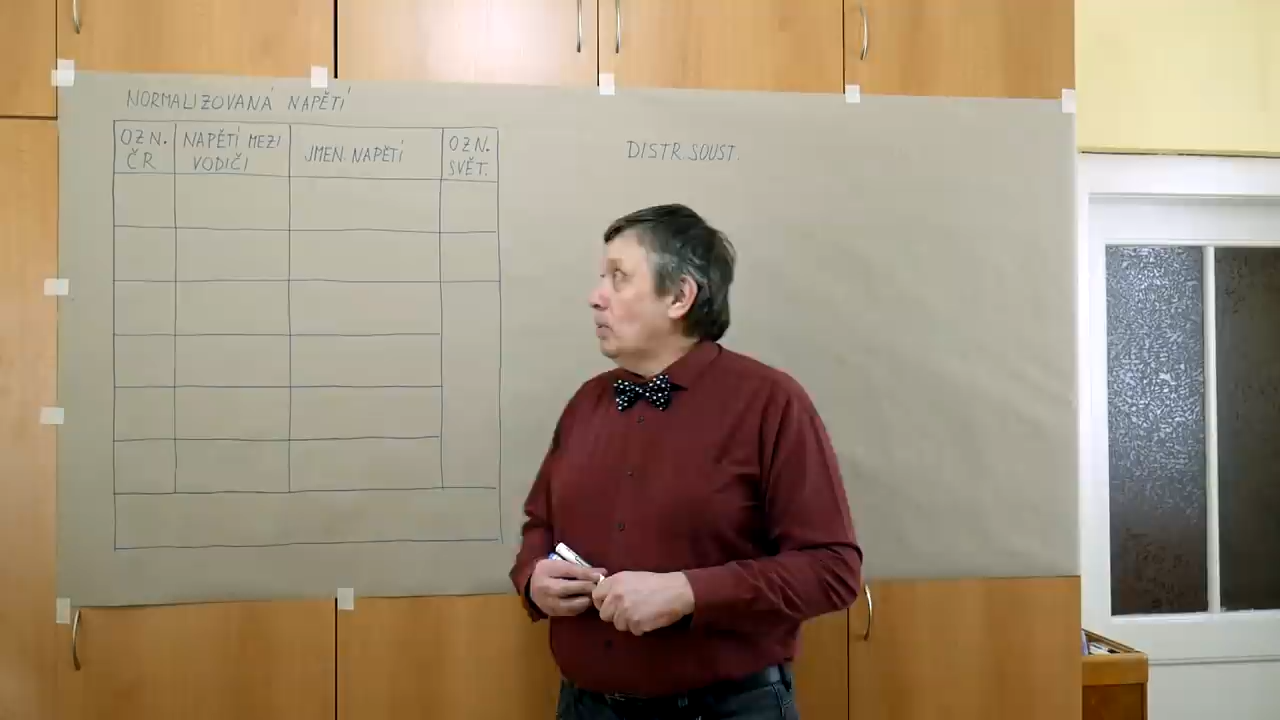 NORMALIZOVANÁ NAPĚTÍ
OZN. ČR
NAPĚTÍ MEZI VODIČI
JMEN. NAPĚTÍ
OZN. SVĚT.
DISTR. SOUST.